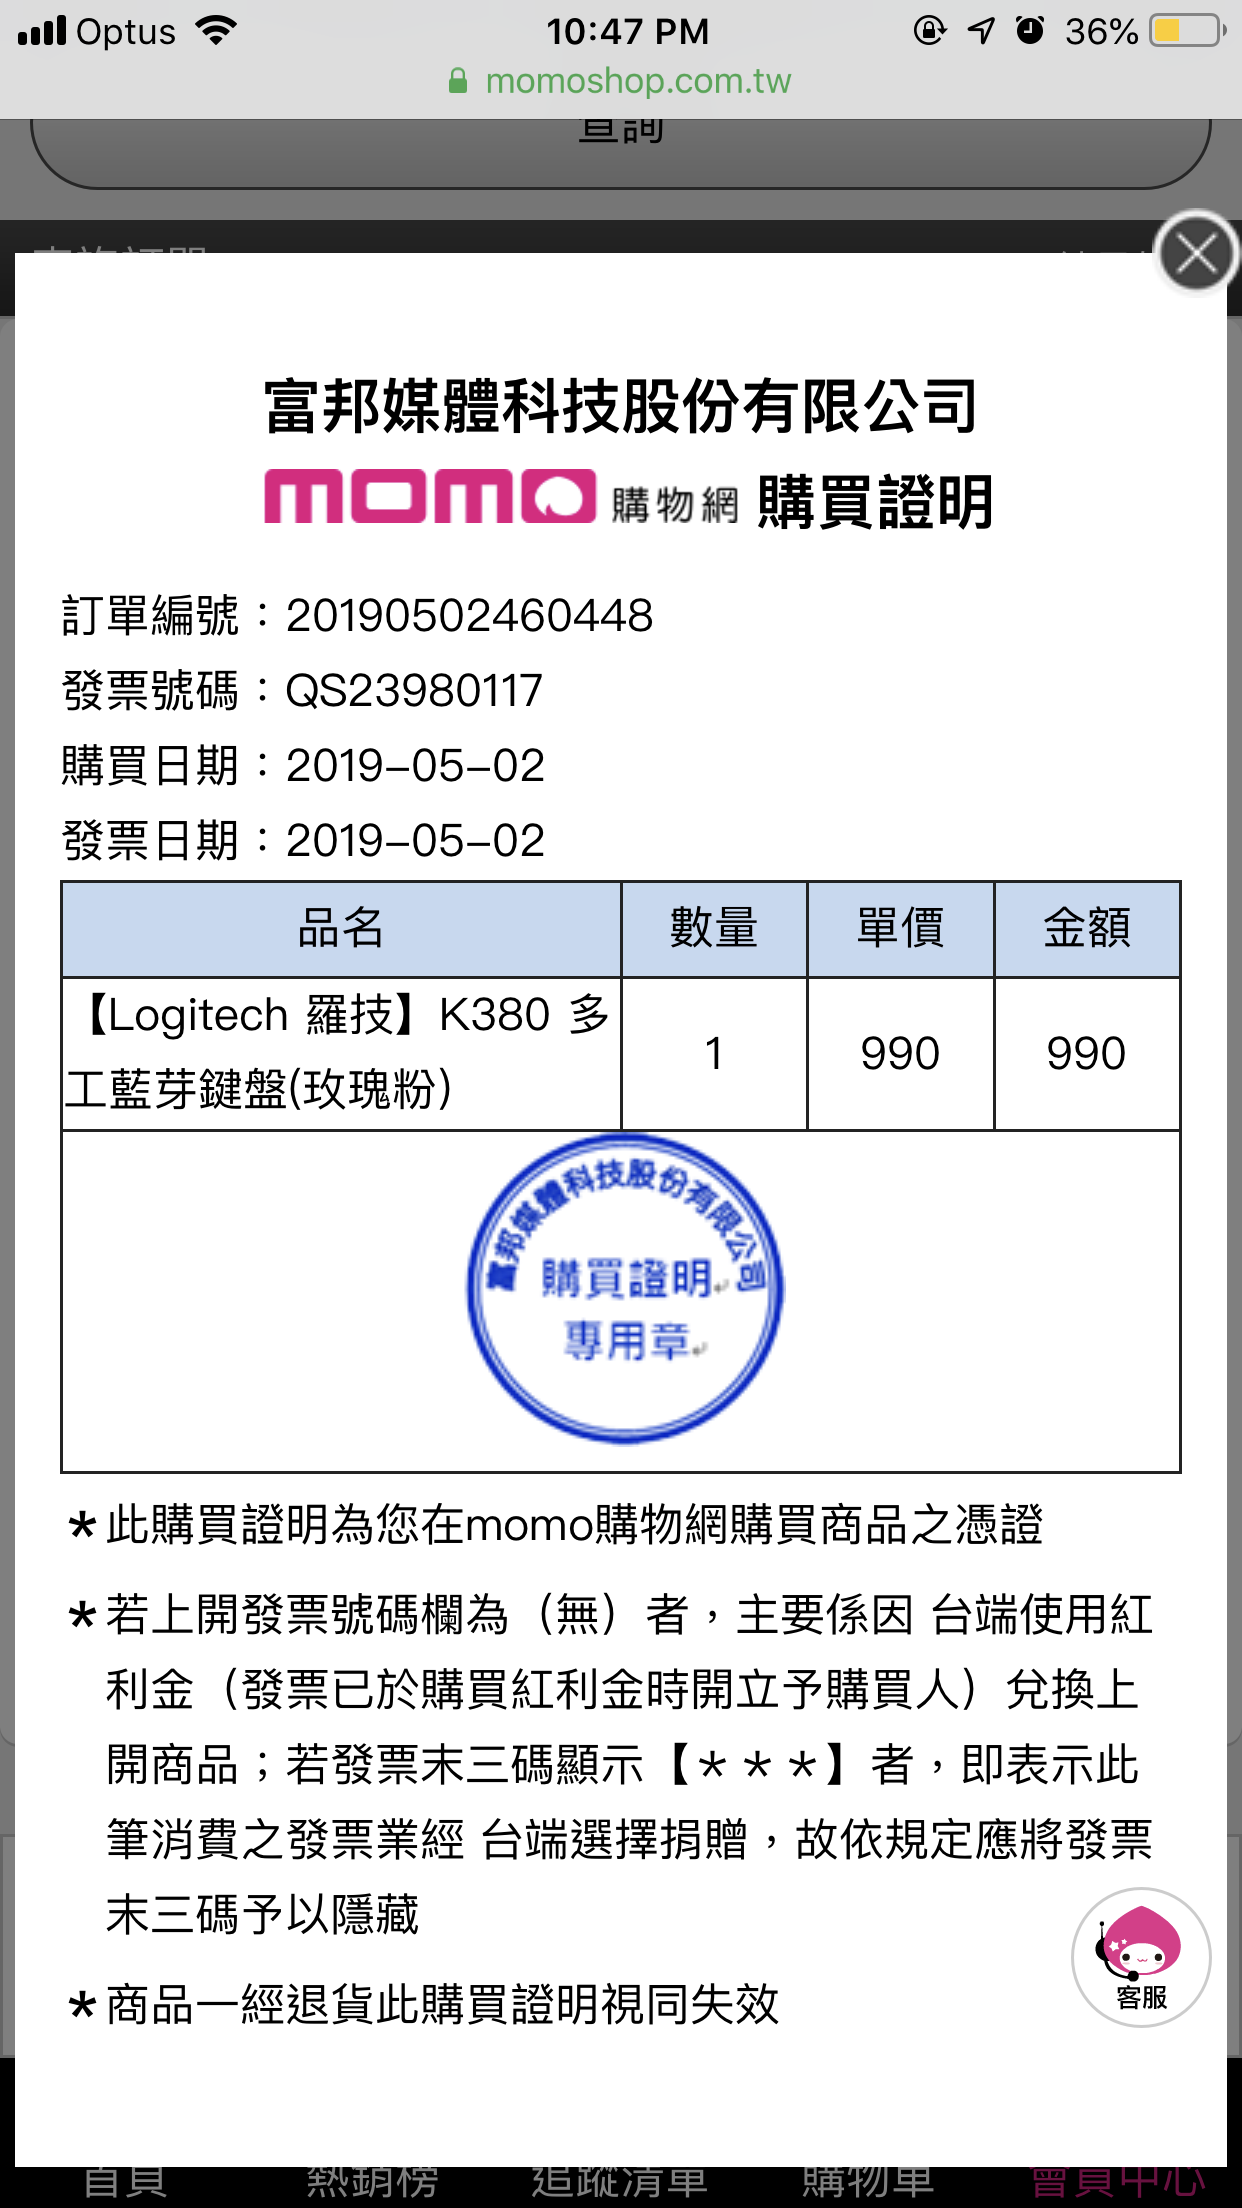 Optus 10:47 PM 36%
momoshop.com.tw
查詢
富邦媒體科技股份有限公司
momo 購物網 購買證明
訂單編號：20190502460448
發票號碼：QS23980117
購買日期：2019-05-02
發票日期：2019-05-02
品名 數量 單價 金額
【Logitech 羅技】K380 多
工藍芽鍵盤(玫瑰粉) 1 990 990
富邦媒體科技股份有限公司
購買證明
專用章
*此購買證明為您在momo購物網購買商品之憑證
*若上開發票號碼欄為（無）者，主要係因 台端使用紅
利金（發票已於購買紅利金時開立予購買人）兌換上
開商品；若發票末三碼顯示【***】者，即表示此
筆消費之發票業經 台端選擇捐贈，故依規定應將發票
末三碼予以隱藏
*商品一經退貨此購買證明視同失效
客服
首頁 熱銷榜 追蹤清單 購物車 會員中心